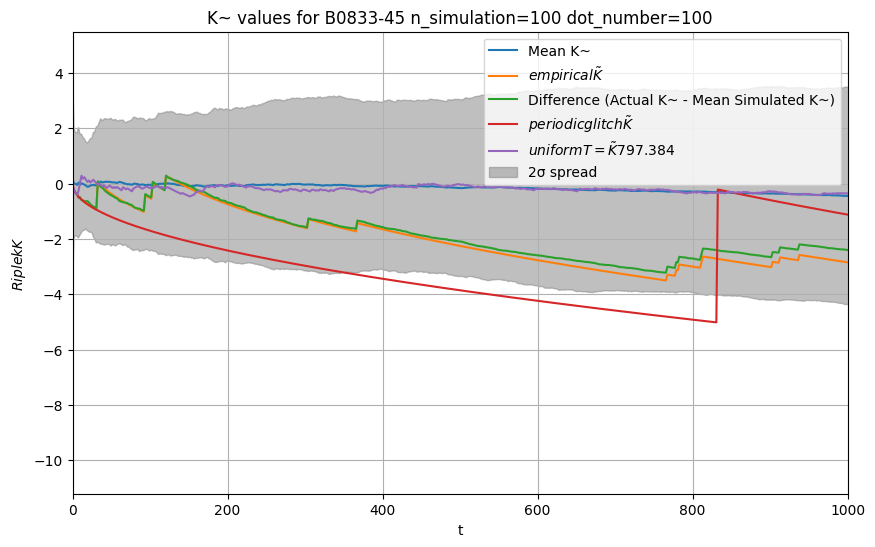 K~ values for B0833-45 n_simulation=100 dot_number=100
Mean K~
empiricalK̃
Difference (Actual K~ - Mean Simulated K~)
periodicglitchK̃
uniformT = K̃797.384
2σ spread
RiplekK
4
2
0
−2
−4
−6
−8
−10
0 200 400 600 800 1000
t